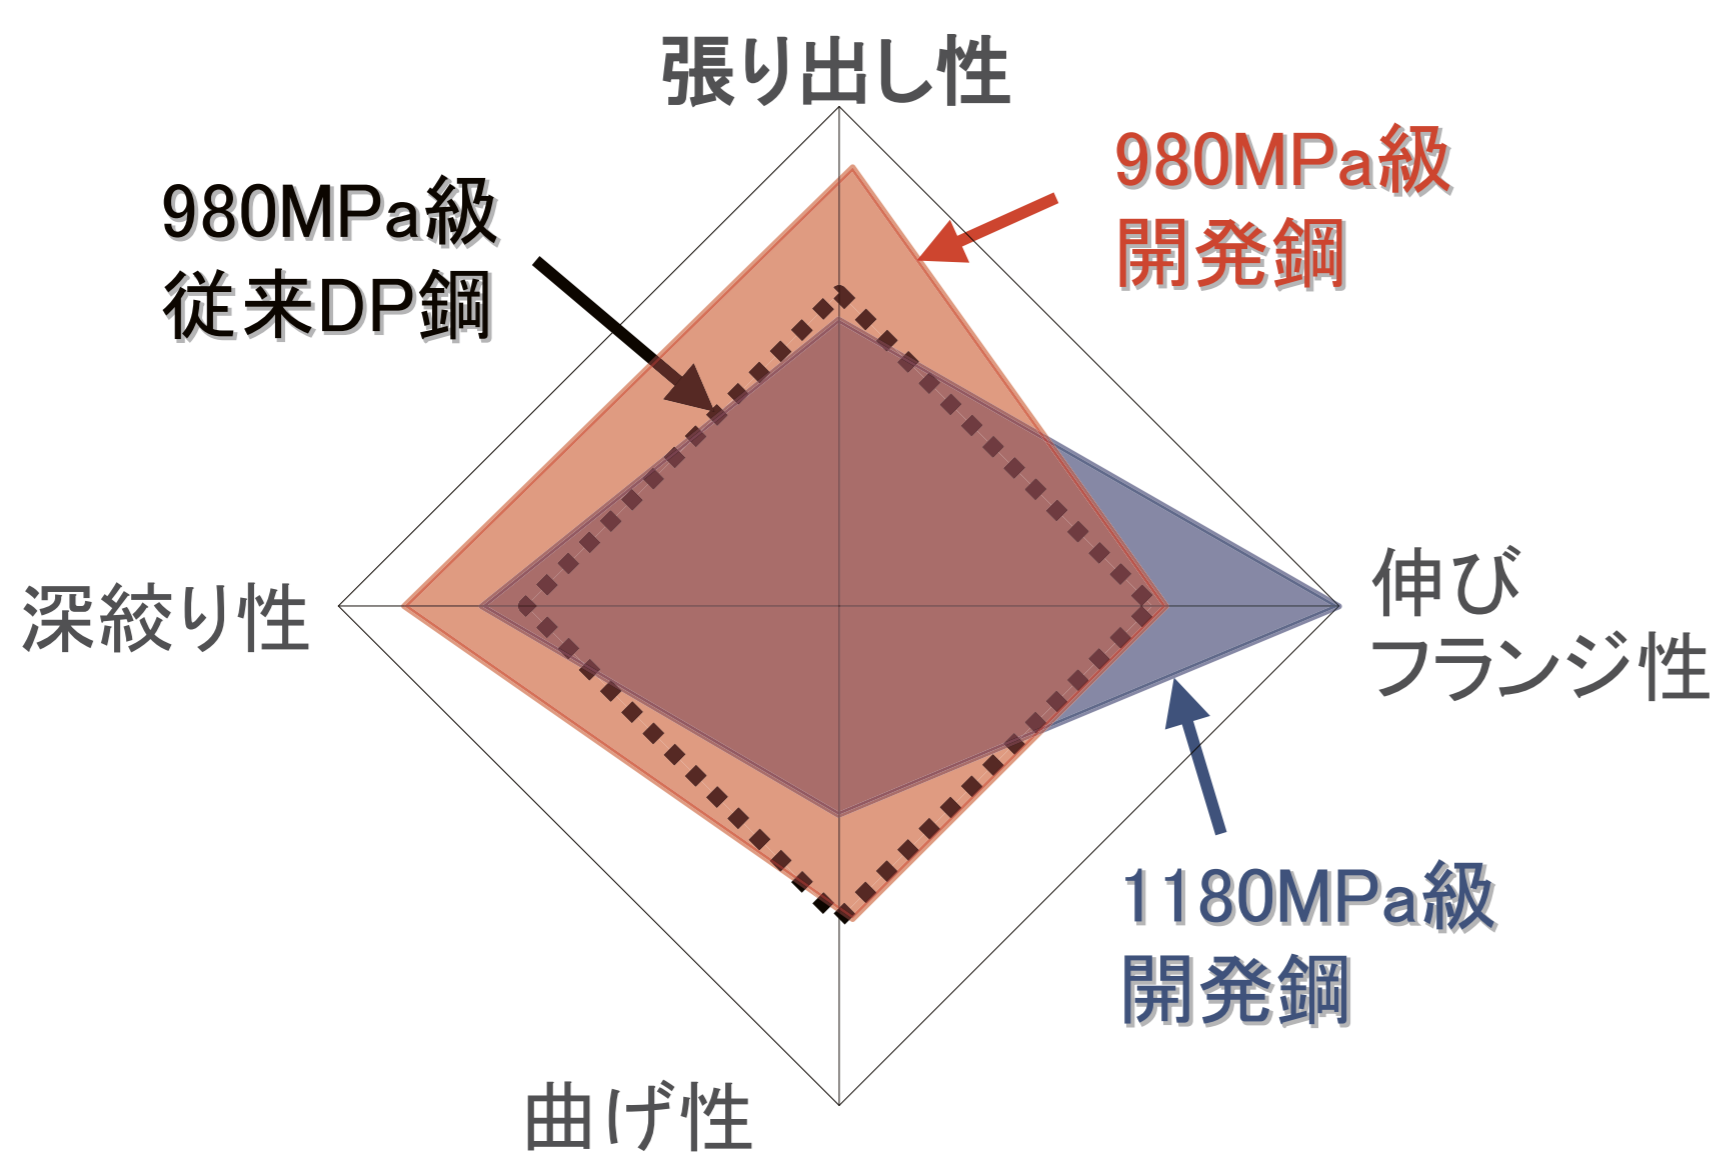 張り出し性
980MPa級
開発鋼
980MPa級
従来DP鋼
深絞り性
伸び
フランジ性
1180MPa級
開発鋼
曲げ性